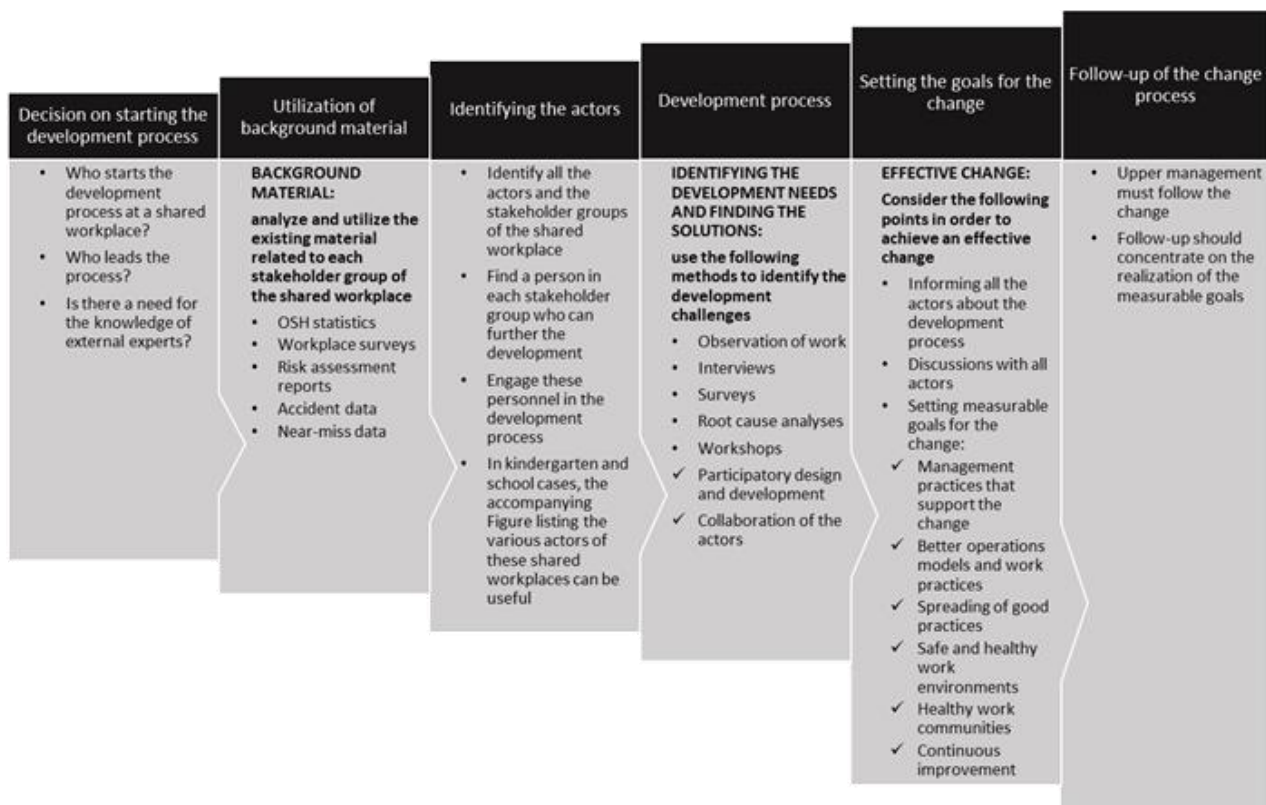 Decision on starting the
development process
• Who starts the
development
process at a shared
workplace?
• Who leads the
process?
• Is there a need for
the knowledge of
external experts?
Utilization of
background material
BACKGROUND
MATERIAL:
analyze and utilize the
existing material
related to each
stakeholder group of
the shared workplace
• OSH statistics
• Workplace surveys
• Risk assessment
reports
• Accident data
• Near-miss data
Identifying the actors
• Identify all the
actors and the
stakeholder groups
of the shared
workplace
• Find a person in
each stakeholder
group who can
further the
development
• Engage these
personnel in the
development
process
• In kindergarten and
school cases, the
accompanying
Figure listing the
various actors of
these shared
workplaces can be
useful
Development process
IDENTIFYING THE
DEVELOPMENT NEEDS
AND FINDING THE
SOLUTIONS:
use the following
methods to identify the
development
challenges
• Observation of work
• Interviews
• Surveys
• Root cause analyses
• Workshops
✓ Participatory design
and development
✓ Collaboration of the
actors
Setting the goals for the
change
EFFECTIVE CHANGE:
Consider the following
points in order to
achieve an effective
change
• Informing all the
actors about the
development
process
• Discussions with all
actors
• Setting measurable
goals for the
change:
✓ Management
practices that
support the
change
✓ Better operations
models and work
practices
✓ Spreading of good
practices
✓ Safe and healthy
work
environments
✓ Healthy work
communities
✓ Continuous
improvement
Follow-up of the change
process
• Upper management
must follow the
change
• Follow-up should
concentrate on the
realization of the
measurable goals